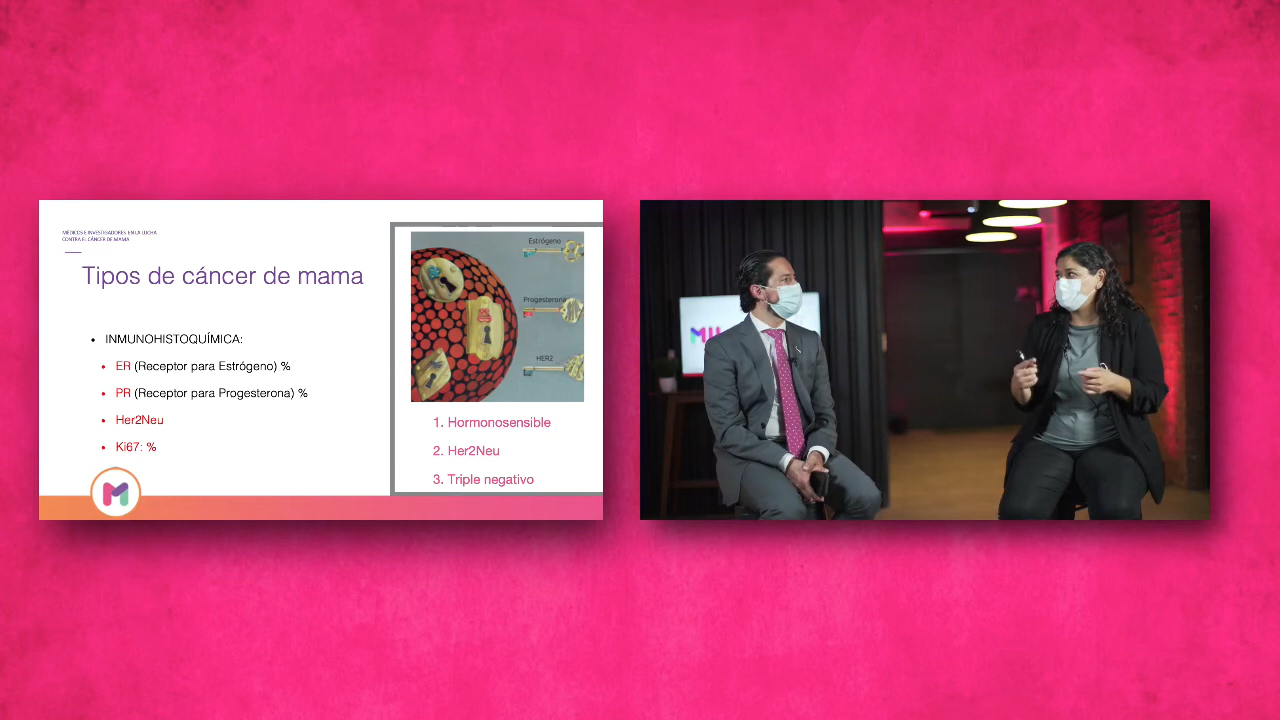 MÉDICOS E INVESTIGADORES EN LA LUCHA
CONTRA EL CÁNCER DE MAMA
Tipos de cáncer de mama
• INMUNOHISTOQUÍMICA:
• ER (Receptor para Estrógeno) %
• PR (Receptor para Progesterona) %
• Her2Neu
• Ki67: %
Estrógeno
Progesterona
HER2
1. Hormonosensible
2. Her2Neu
3. Triple negativo